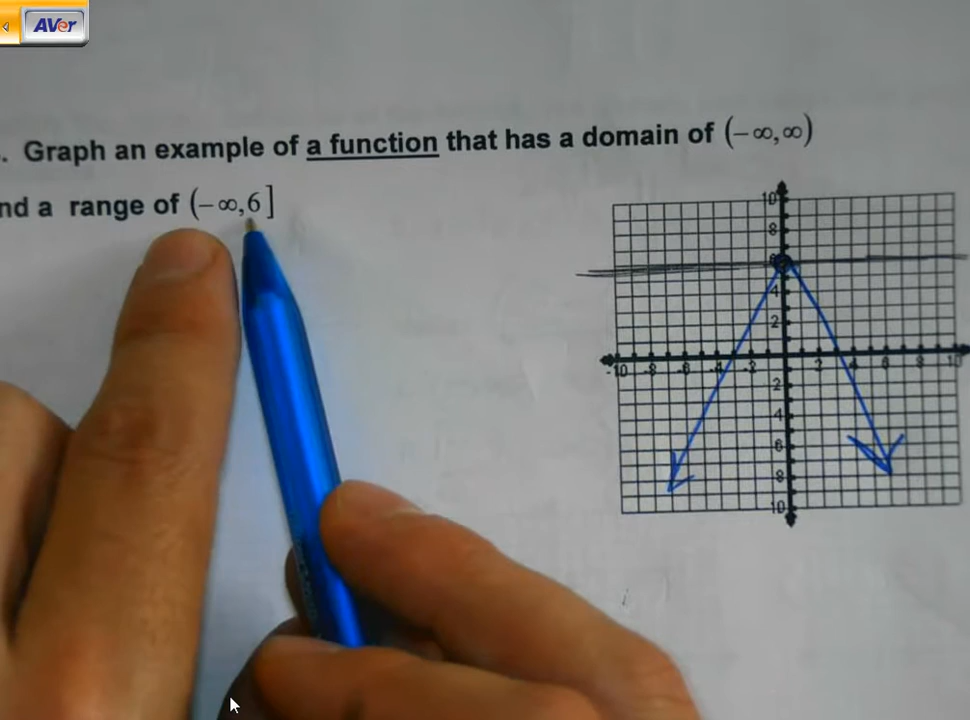 AVer
. Graph an example of a function that has a domain of (−∞,∞)
nd a range of (−∞,6]
10
8
6
4
2
-10 -8 -6 -4 -2 2 4 6 8 10
2
4
6
8
10